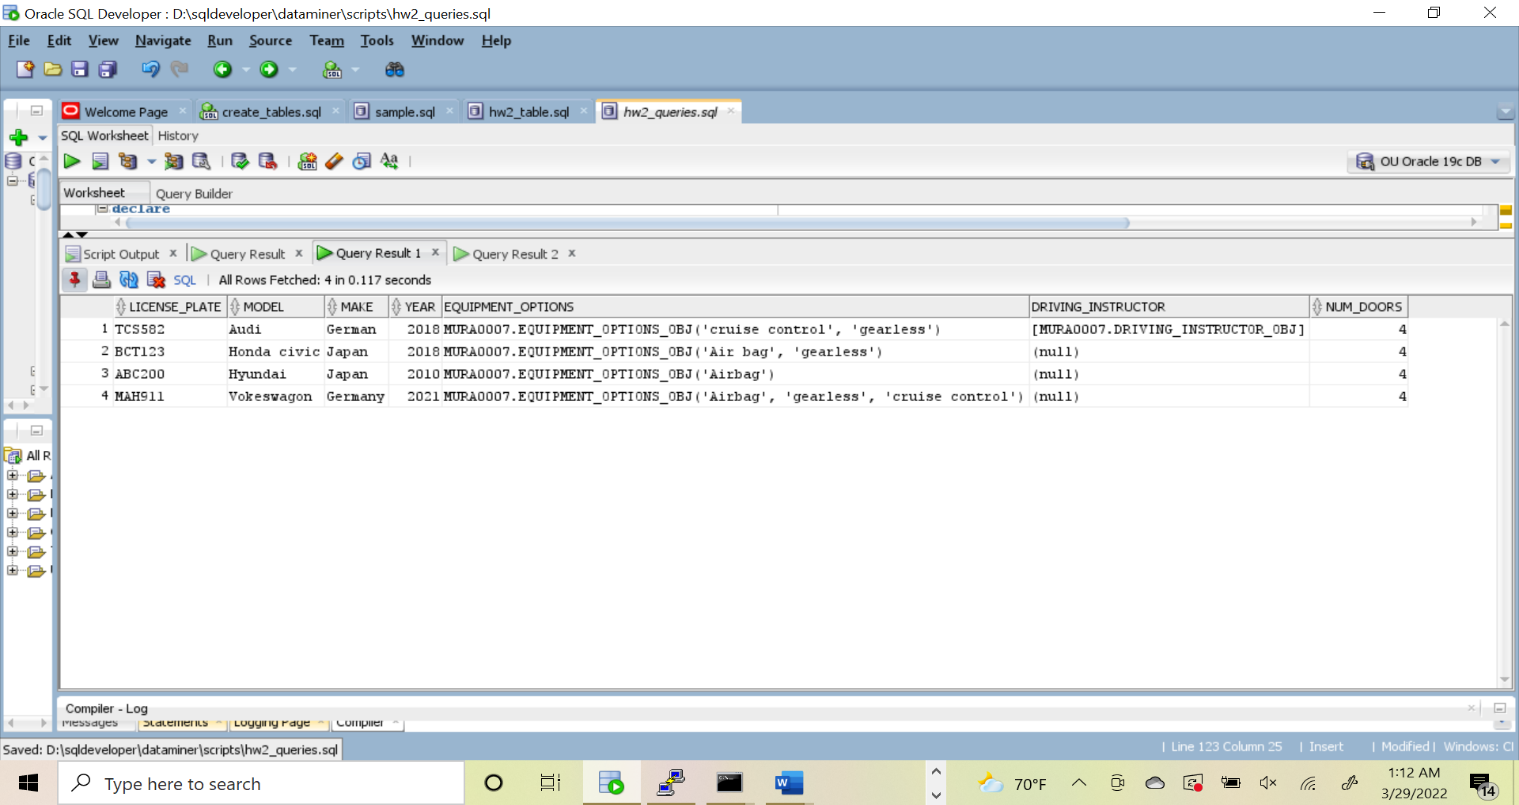 Oracle SQL Developer : D:\sqldeveloper\dataminer\scripts\hw2_queries.sql
File Edit View Navigate Run Source Team Tools Window Help
Welcome Page create_tables.sql sample.sql hw2_table.sql hw2_queries.sql
SQL Worksheet History
OU Oracle 19c DB
Worksheet Query Builder
declare
Script Output Query Result Query Result 1 Query Result 2
SQL All Rows Fetched: 4 in 0.117 seconds
LICENSE_PLATE MODEL MAKE YEAR EQUIPMENT_OPTIONS DRIVING_INSTRUCTOR NUM_DOORS
1 TCS582 Audi German 2018 MURA0007.EQUIPMENT_OPTIONS_OBJ('cruise control', 'gearless') [MURA0007.DRIVING_INSTRUCTOR_OBJ] 4
2 BCT123 Honda civic Japan 2018 MURA0007.EQUIPMENT_OPTIONS_OBJ('Air bag', 'gearless') (null) 4
3 ABC200 Hyundai Japan 2010 MURA0007.EQUIPMENT_OPTIONS_OBJ('Airbag') (null) 4
4 MAH911 Vokeswagon Germany 2021 MURA0007.EQUIPMENT_OPTIONS_OBJ('Airbag', 'gearless', 'cruise control') (null) 4
All R
Compiler - Log
Messages Statements Logging Page Compiler
Saved: D:\sqldeveloper\dataminer\scripts\hw2_queries.sql
Line 123 Column 25 | Insert | Modified | Windows: C
Type here to search
70°F
1:12 AM
3/29/2022
14